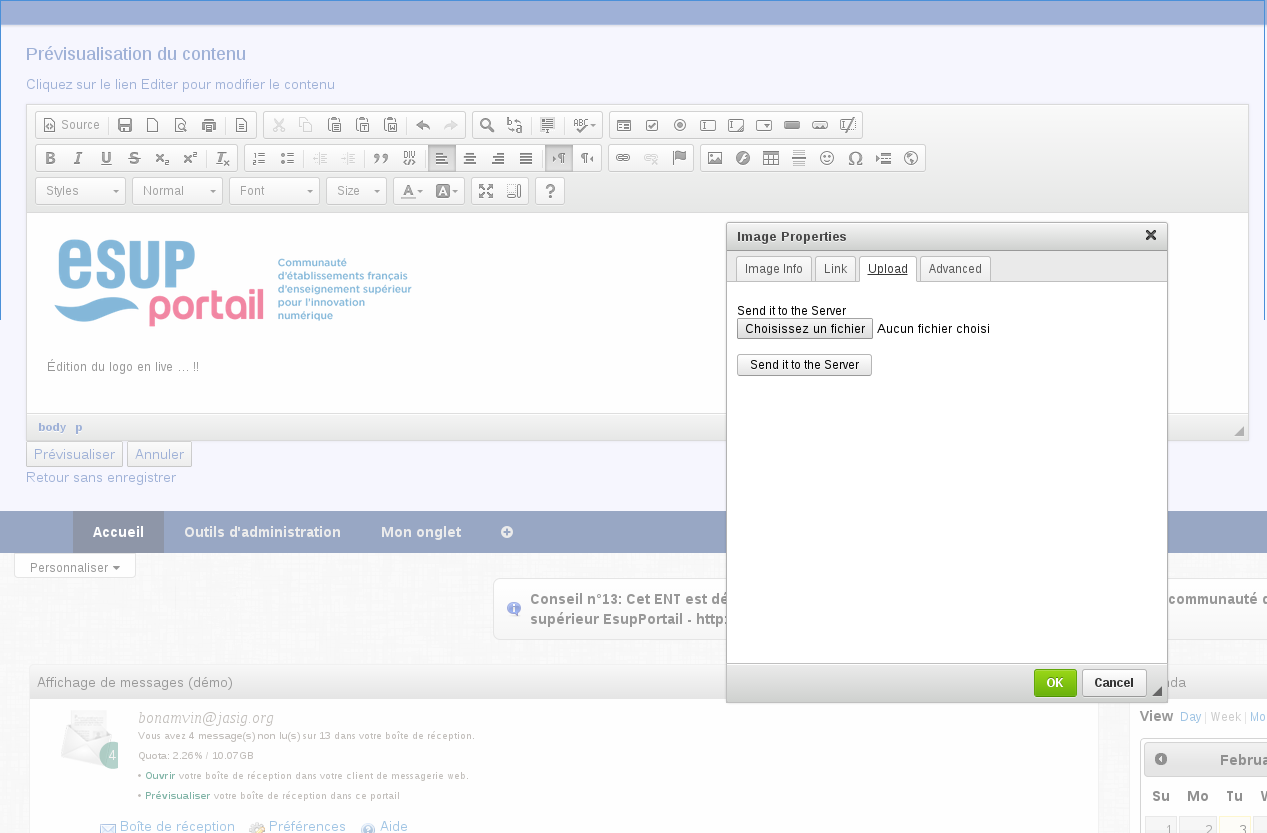 Prévisualisation du contenu
Cliquez sur le lien Editer pour modifier le contenu
Source
ABC
B I U S x₂ x² Tx
DIV
Styles Normal Font Size A A ?
esup
portail
Communauté
d'établissements français
d'enseignement supérieur
pour l'innovation
numérique
Édition du logo en live ... !!
body p
Prévisualiser Annuler
Retour sans enregistrer
Image Properties
Image Info Link Upload Advanced
Send it to the Server
Choisissez un fichier Aucun fichier choisi
Send it to the Server
OK Cancel
Accueil Outils d'administration Mon onglet
Personnaliser
Conseil n°13: Cet ENT est dé communauté
supérieur EsupPortail - http:
Affichage de messages (démo)
bonamvin@jasig.org
Vous avez 4 message(s) non lu(s) sur 13 dans votre boîte de réception.
4
Quota: 2.26% / 10.07GB
• Ouvrir votre boîte de réception dans votre client de messagerie web.
• Prévisualiser votre boîte de réception dans ce portail
Boîte de réception Préférences Aide
nda
View Day | Week | Mo
Februa
Su Mo Tu
1 2 3